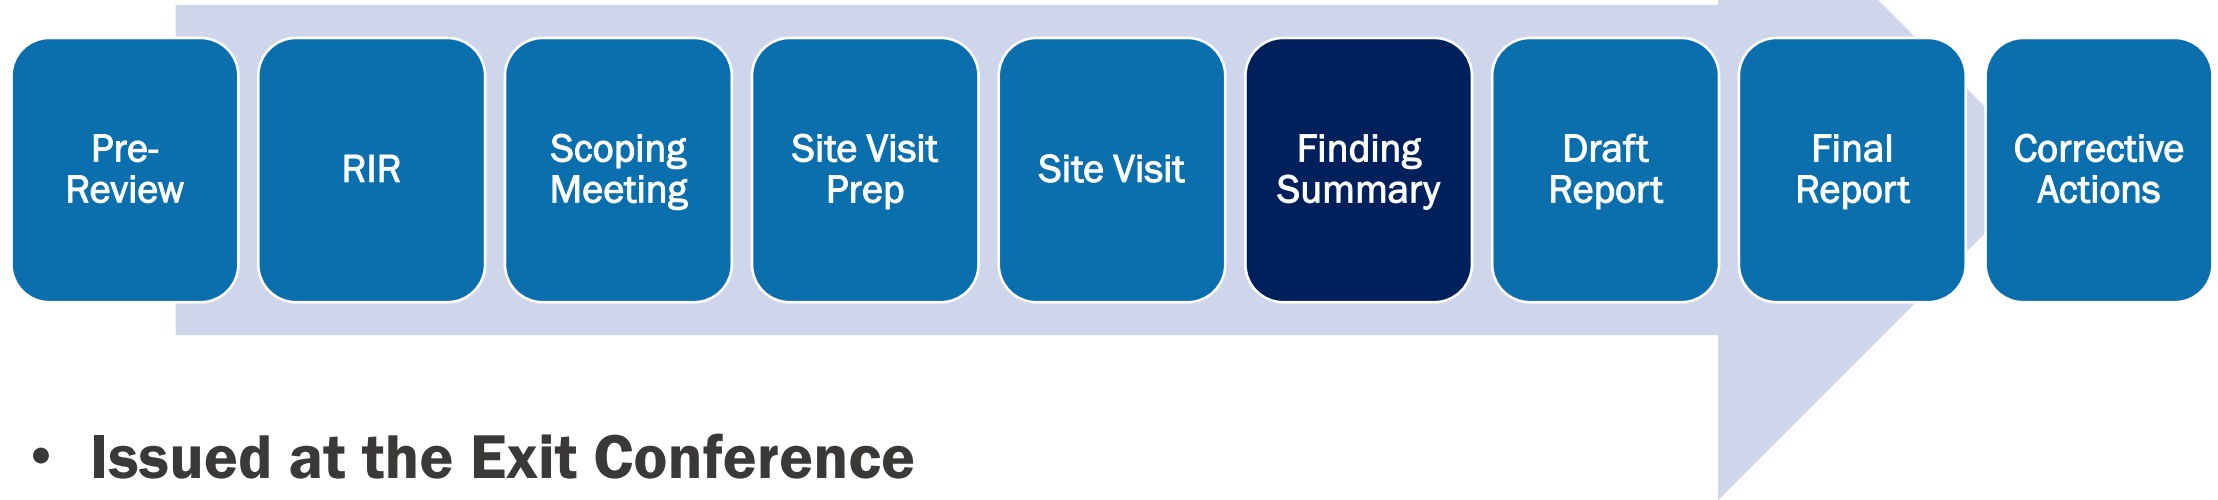 Pre-
Review
RIR
Scoping
Meeting
Site Visit
Prep
Site Visit
Finding
Summary
Draft
Report
Final
Report
Corrective
Actions
• Issued at the Exit Conference